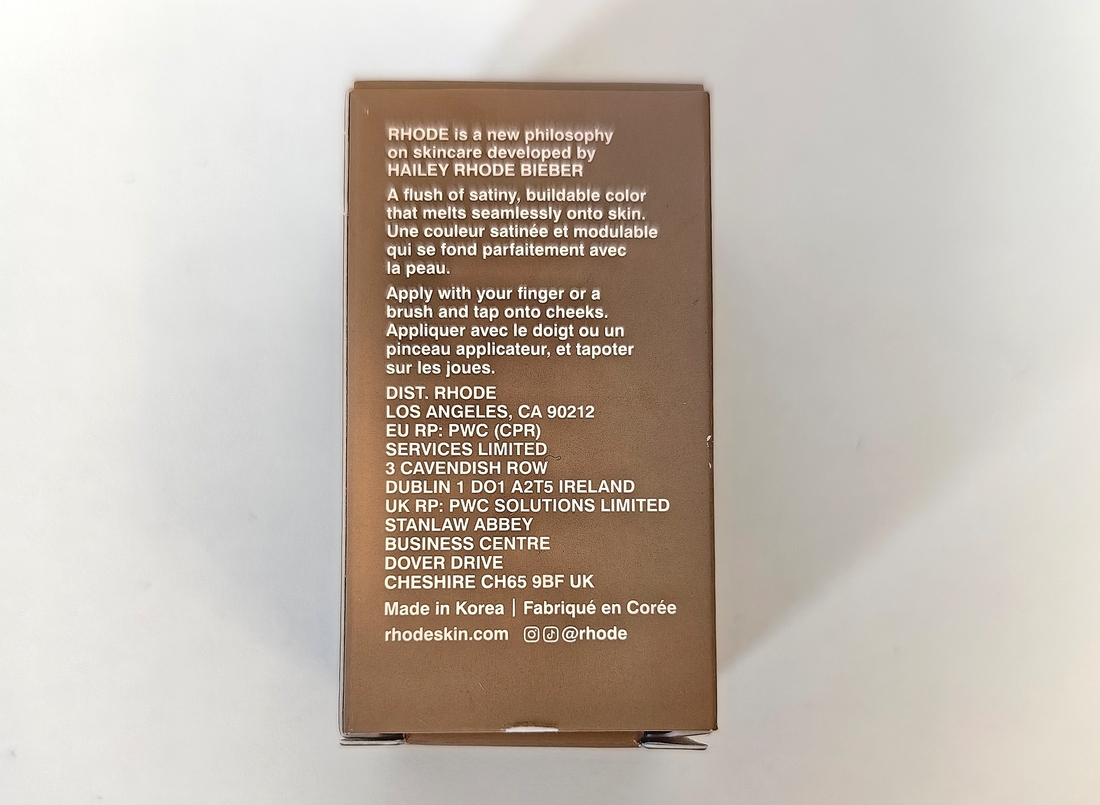 RHODE is a new philosophy
on skincare developed by
HAILEY RHODE BIEBER
A flush of satiny, buildable color
that melts seamlessly onto skin.
Une couleur satinée et modulable
qui se fond parfaitement avec
la peau.
Apply with your finger or a
brush and tap onto cheeks.
Appliquer avec le doigt ou un
pinceau applicateur, et tapoter
sur les joues.
DIST. RHODE
LOS ANGELES, CA 90212
EU RP: PWC (CPR)
SERVICES LIMITED
3 CAVENDISH ROW
DUBLIN 1 DO1 A2T5 IRELAND
UK RP: PWC SOLUTIONS LIMITED
STANLAW ABBEY
BUSINESS CENTRE
DOVER DRIVE
CHESHIRE CH65 9BF UK
Made in Korea | Fabriqué en Corée
rhodeskin.com @rhode